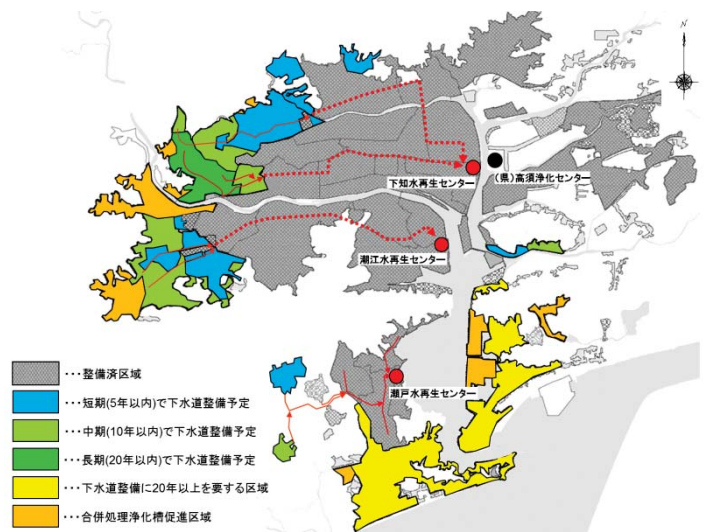 N
下知水再生センター
(県)高須浄化センター
潮江水再生センター
瀬戸水再生センター
・・・整備済区域
・・・短期(5年以内)で下水道整備予定
・・・中期(10年以内)で下水道整備予定
・・・長期(20年以内)で下水道整備予定
・・・下水道整備に20年以上を要する区域
・・・合併処理浄化槽促進区域